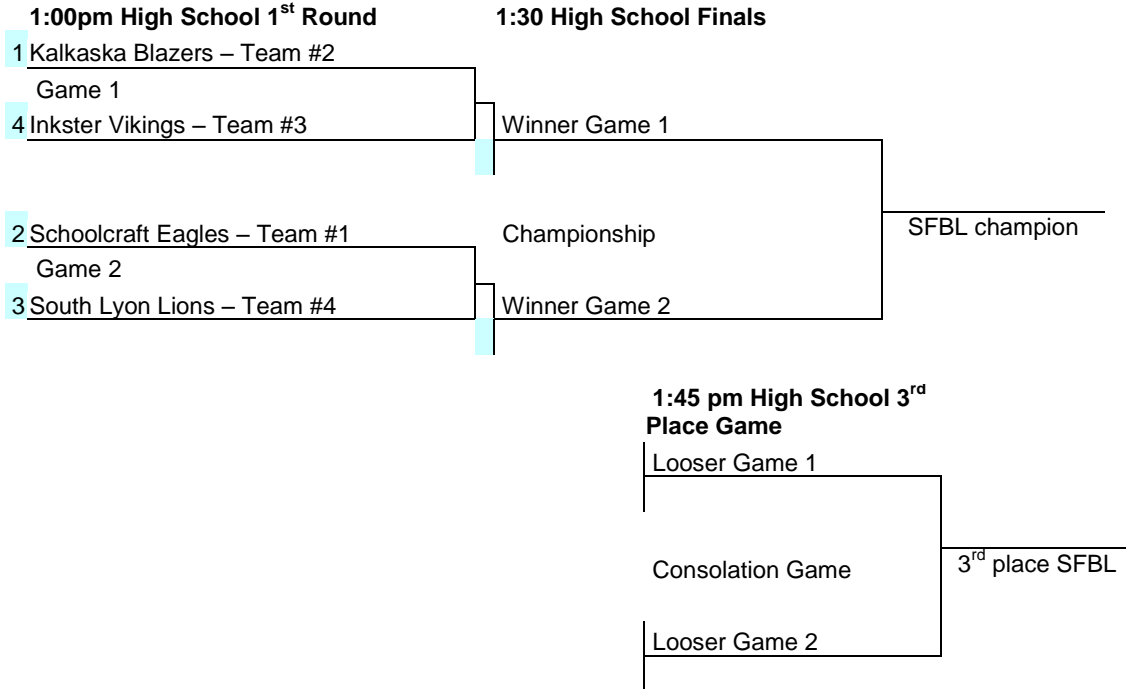 1:00pm High School 1st Round
1:30 High School Finals
1 Kalkaska Blazers – Team #2
Game 1
4 Inkster Vikings – Team #3
Winner Game 1
2 Schoolcraft Eagles – Team #1
Championship
SFBL champion
Game 2
3 South Lyon Lions – Team #4
Winner Game 2
1:45 pm High School 3rd
Place Game
Looser Game 1
Consolation Game
3rd place SFBL
Looser Game 2